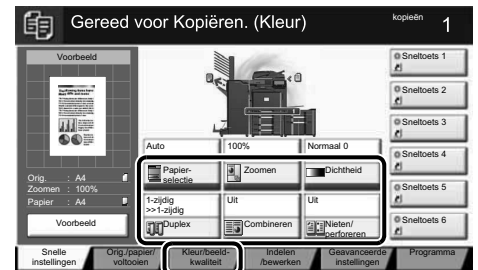 Gereed voor Kopiëren. (Kleur)
kopieën 1
Voorbeeld
Orig. : A4
Zoomen : 100%
Papier : A4
Voorbeeld
Auto
100%
Normaal 0
Papier-
selectie
Zoomen
Dichtheid
1-zijdig
>>1-zijdig
Uit
Uit
Duplex
Combineren
Nieten/
perforeren
Sneltoets 1
Sneltoets 2
Sneltoets 3
Sneltoets 4
Sneltoets 5
Sneltoets 6
Snelle
instellingen
Orig./papier/
voltooien
Kleur/beeld-
kwaliteit
Indelen
/bewerken
Geavanceerde
instellingen
Programma